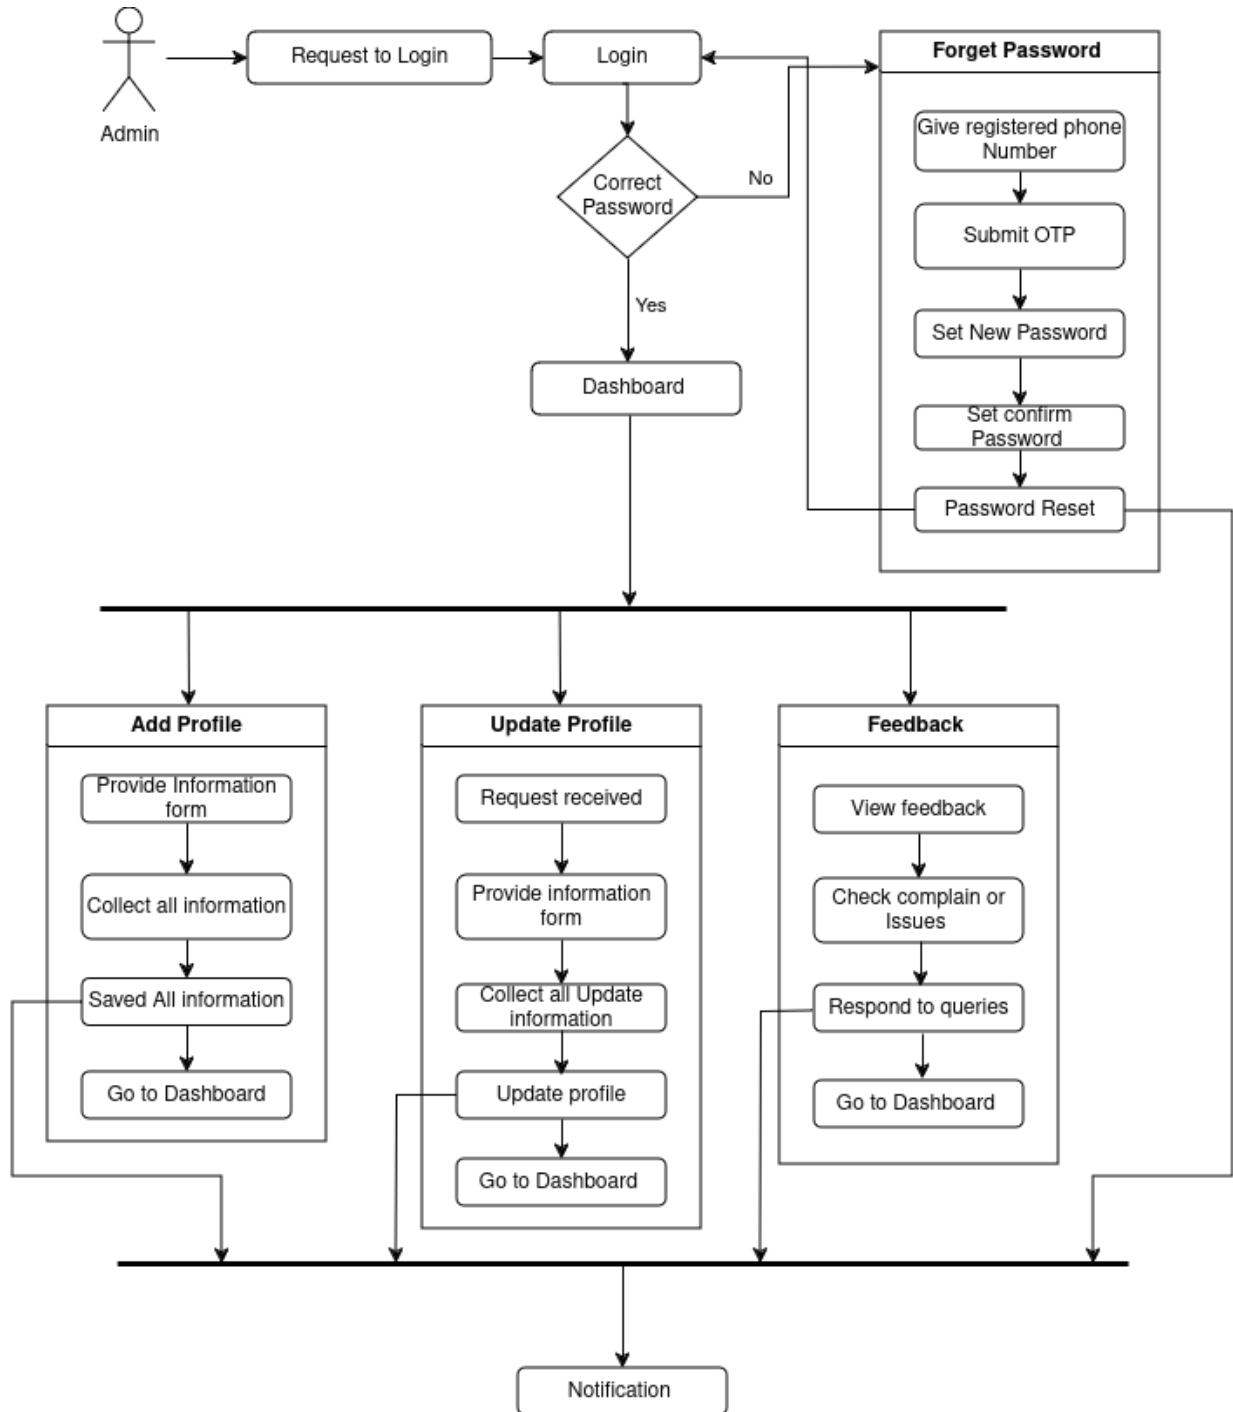 Request to Login
Login
Forget Password
Admin
Give registered phone
Number
Correct
Password
No
Submit OTP
Yes
Set New Password
Dashboard
Set confirm
Password
Password Reset
Add Profile
Provide Information
form
Collect all information
Saved All information
Go to Dashboard
Update Profile
Request received
Provide information
form
Collect all Update
information
Update profile
Go to Dashboard
Feedback
View feedback
Check complain or
Issues
Respond to queries
Go to Dashboard
Notification